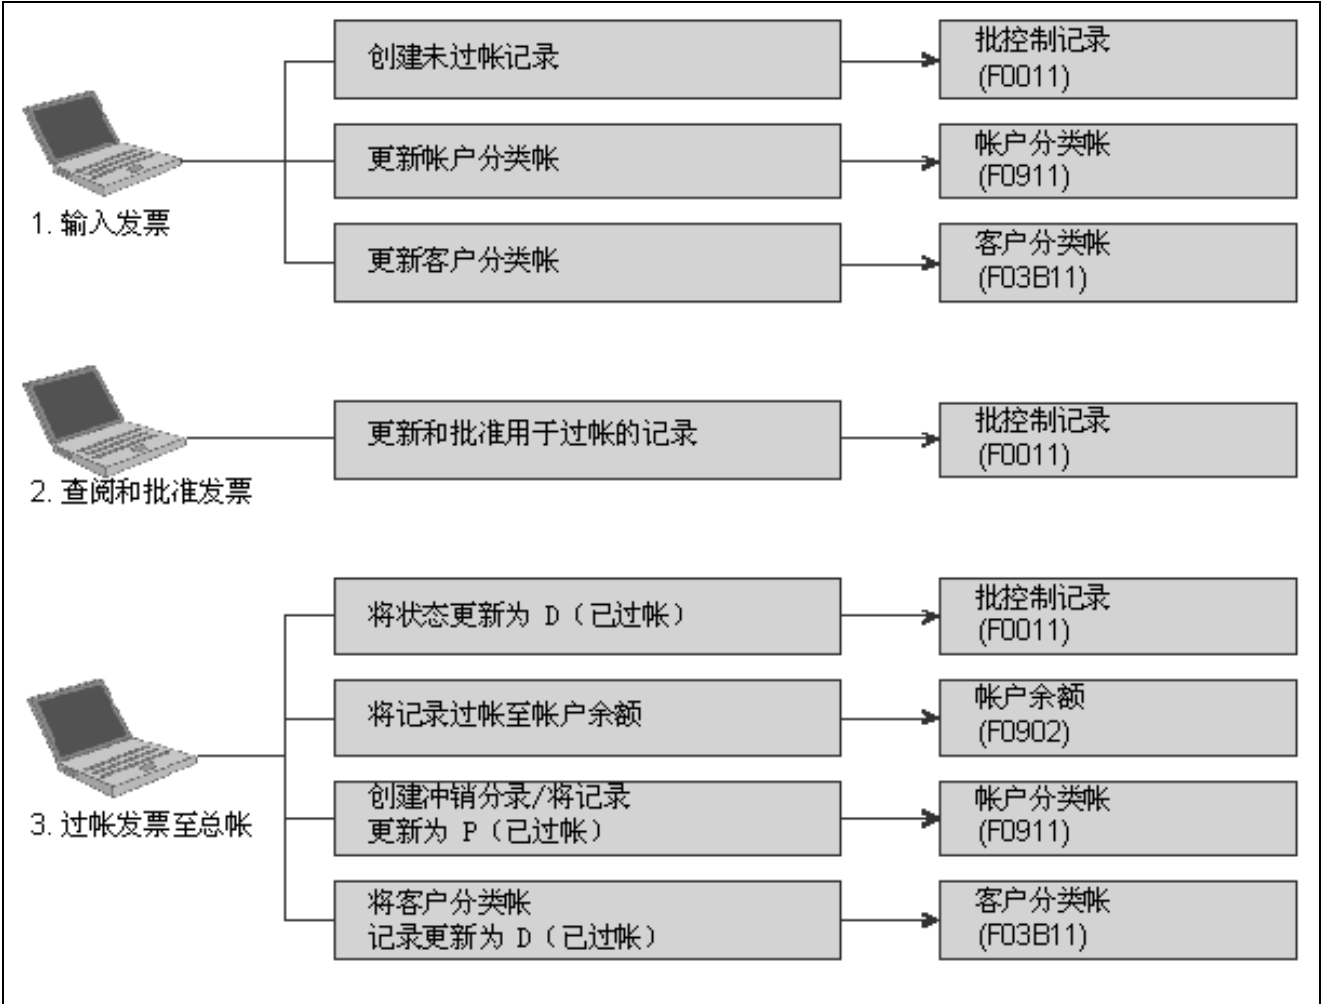 创建未过帐记录
批控制记录
(F0011)
更新帐户分类帐
帐户分类帐
(F0911)
1. 输入发票
更新客户分类帐
客户分类帐
(F03B11)
更新和批准用于过帐的记录
批控制记录
(F0011)
2. 查阅和批准发票
将状态更新为 D（已过帐）
批控制记录
(F0011)
将记录过帐至帐户余额
帐户余额
(F0902)
3. 过帐发票至总帐
创建冲销分录/将记录
更新为 P（已过帐）
帐户分类帐
(F0911)
将客户分类帐
记录更新为 D（已过帐）
客户分类帐
(F03B11)